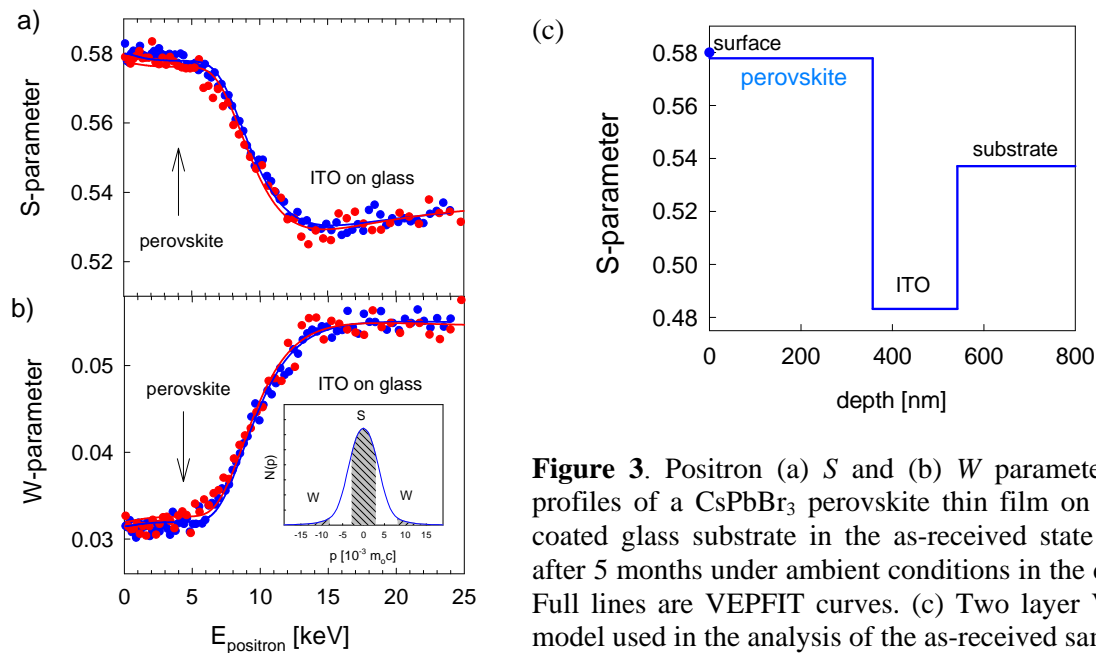 a)
0.58
0.56
0.54
0.52
S-parameter
perovskite
ITO on glass
b)
0.05
0.04
0.03
W-parameter
perovskite
ITO on glass
S
W
W
N(p)
-15 -10 -5 0 5 10 15
p [10-3 moc]
0 5 10 15 20 25
Epositron [keV]
(c)
0.58
0.56
0.54
0.52
0.50
0.48
S-parameter
surface
perovskite
substrate
ITO
0 200 400 600 800
depth [nm]
Figure 3. Positron (a) S and (b) W paramete
profiles of a CsPbBr3 perovskite thin film on
coated glass substrate in the as-received state
after 5 months under ambient conditions in the
Full lines are VEPFIT curves. (c) Two layer
model used in the analysis of the as-received sar